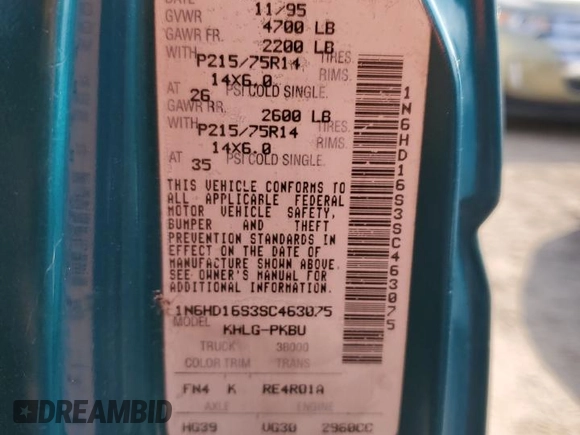 11/95
GVWR 4700 LB
GAWR FR. 2200 LB
WITH P215/75R14 TIRES.
14X6.0 RIMS.
AT 26 PSI COLD SINGLE.
GAWR RR. 2600 LB
WITH P215/75R14 TIRES.
14X6.0 RIMS.
AT 35 PSI COLD SINGLE.
THIS VEHICLE CONFORMS TO
ALL APPLICABLE FEDERAL
MOTOR VEHICLE SAFETY,
BUMPER AND THEFT
PREVENTION STANDARDS IN
EFFECT ON THE DATE OF
MANUFACTURE SHOWN ABOVE.
SEE OWNER'S MANUAL FOR
ADDITIONAL INFORMATION.
1N6HD16S3SC463075
MODEL KHLG-PKBU
TRUCK 38000
COLOR TRIM TRANS
FN4 K RE4R01A
AXLE ENGINE
HG39 VG30 2960CC
1N6HD16S3SC463075
DREAMBID